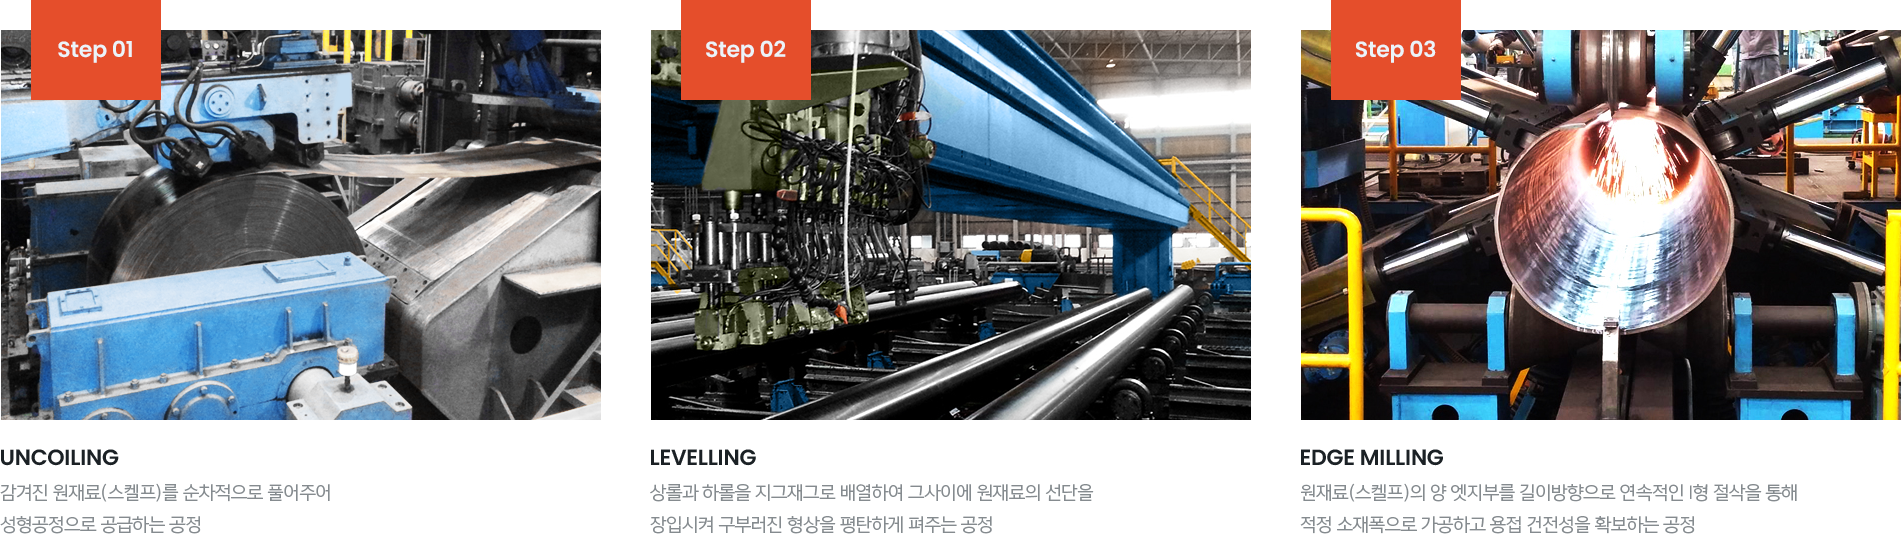 Step 01
UNCOILING
감겨진 원재료(스켈프)를 순차적으로 풀어주어
성형공정으로 공급하는 공정
Step 02
LEVELLING
상롤과 하롤을 지그재그로 배열하여 그사이에 원재료의 선단을
장입시켜 구부러진 형상을 평탄하게 펴주는 공정
Step 03
EDGE MILLING
원재료(스켈프)의 양 엣지부를 길이방향으로 연속적인 I형 절삭을 통해
적정 소재폭으로 가공하고 용접 건전성을 확보하는 공정